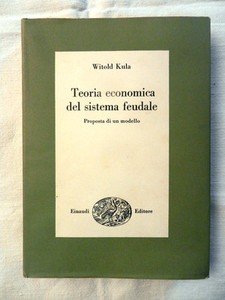 Witold Kula
Teoria economica
del sistema feudale
Proposta di un modello
Einaudi Editore